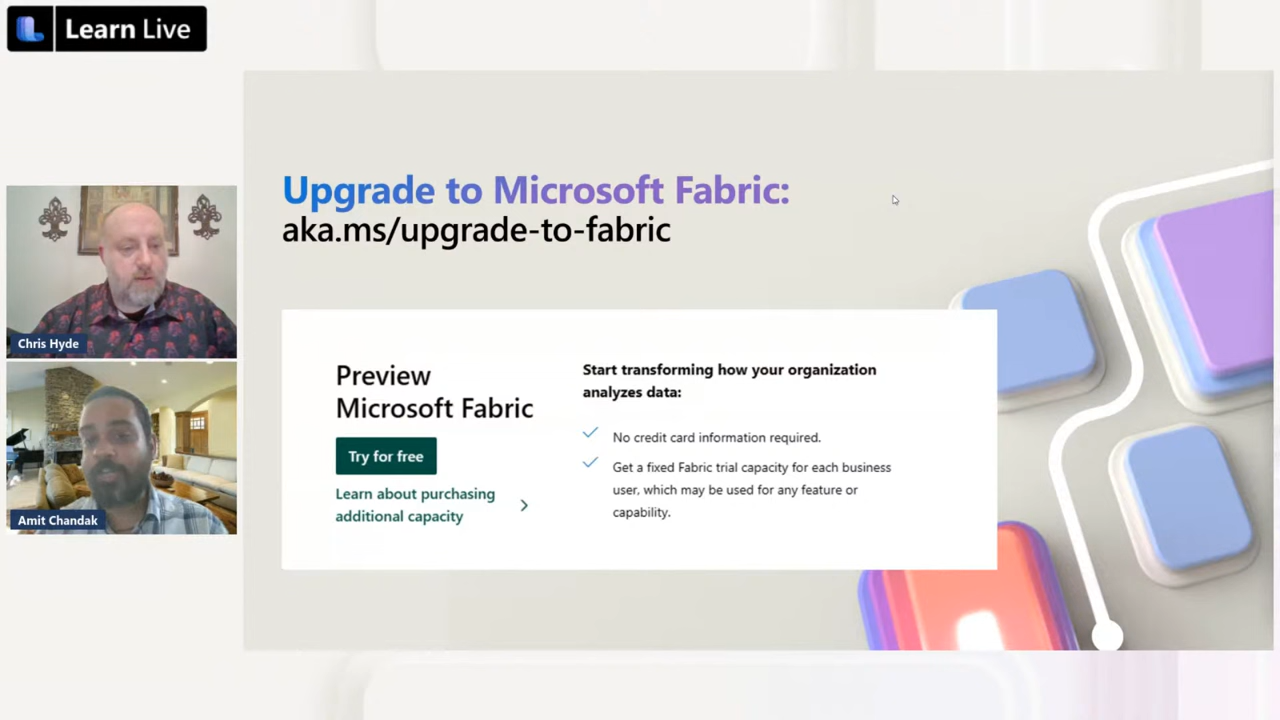 Learn Live
Upgrade to Microsoft Fabric:
aka.ms/upgrade-to-fabric
Chris Hyde
Amit Chandak
Preview
Microsoft Fabric
Try for free
Learn about purchasing
additional capacity
Start transforming how your organization
analyzes data:
No credit card information required.
Get a fixed Fabric trial capacity for each business
user, which may be used for any feature or
capability.